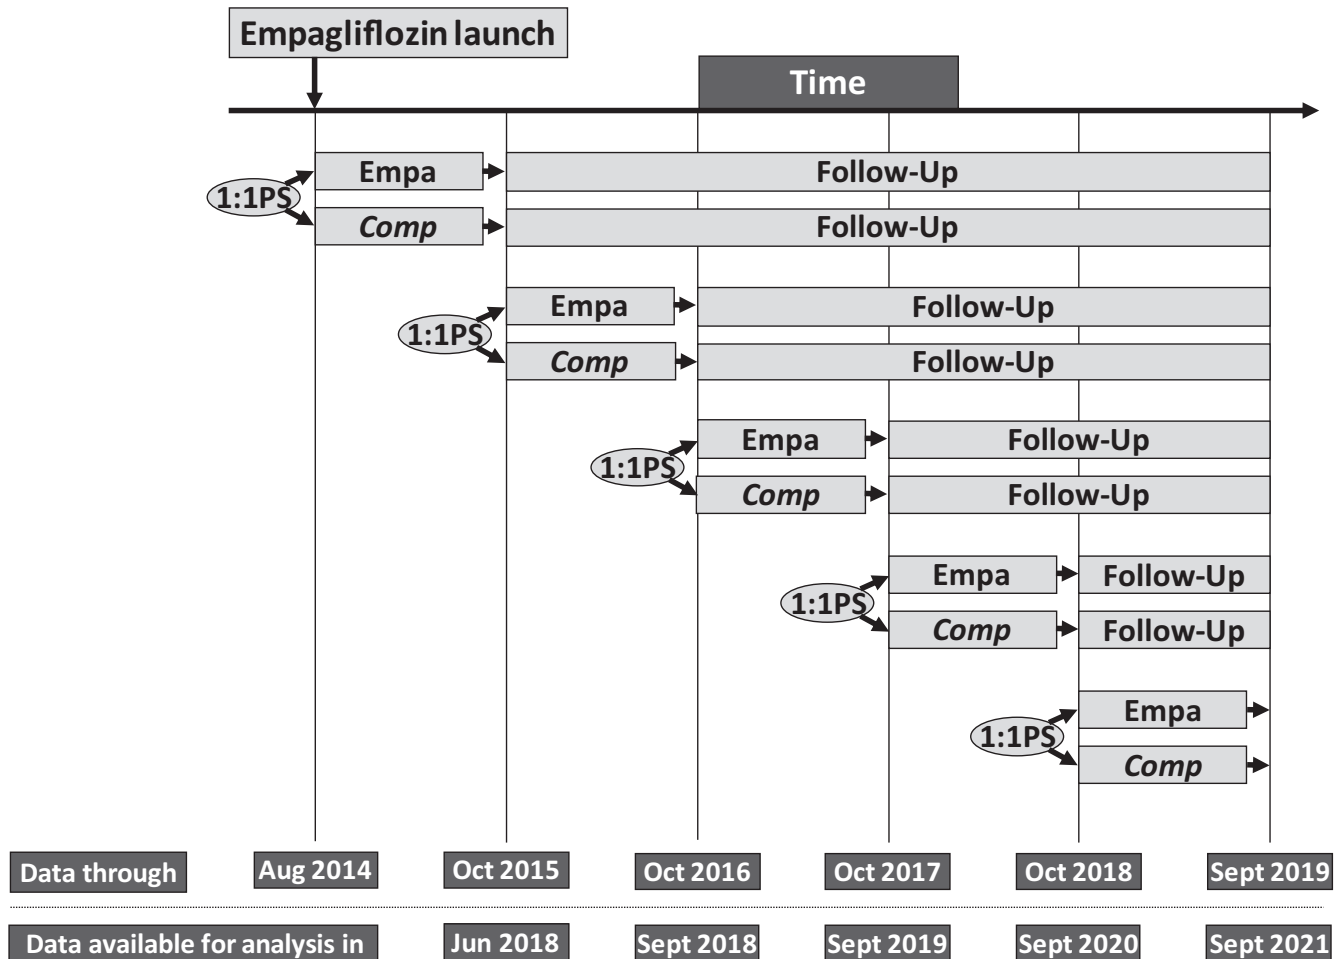 Empagliflozin launch
Time
Empa
Follow-Up
1:1PS
Comp
Follow-Up
Empa
Follow-Up
1:1PS
Comp
Follow-Up
Empa
Follow-Up
1:1PS
Comp
Follow-Up
Empa
Follow-Up
1:1PS
Comp
Follow-Up
Empa
1:1PS
Comp
Data through
Aug 2014
Oct 2015
Oct 2016
Oct 2017
Oct 2018
Sept 2019
Data available for analysis in
Jun 2018
Sept 2018
Sept 2019
Sept 2020
Sept 2021